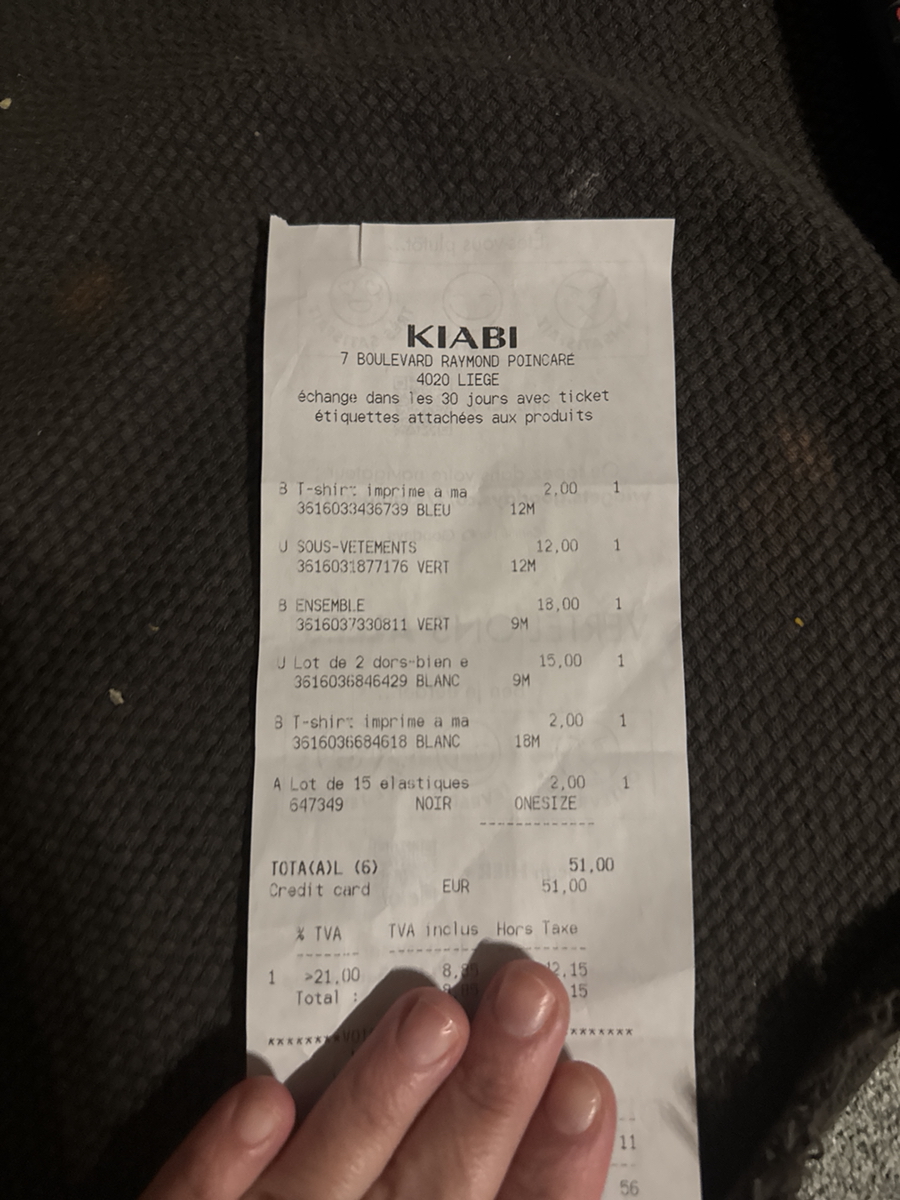 KIABI
7 BOULEVARD RAYMOND POINCARÉ
4020 LIEGE
échange dans les 30 jours avec ticket
étiquettes attachées aux produits
B T-shirt imprime a ma 2,00 1
3616033436739 BLEU 12M
U SOUS-VETEMENTS 12,00 1
3616031877176 VERT 12M
B ENSEMBLE 18,00 1
3616037330811 VERT 9M
U Lot de 2 dors-bien e 15,00 1
3616036846429 BLANC 9M
B T-shirt imprime a ma 2,00 1
3616036684618 BLANC 18M
A Lot de 15 elastiques 2,00 1
647349 NOIR ONESIZE
-------------
TOTA(A)L (6) 51,00
Credit card EUR 51,00
% TVA TVA inclus Hors Taxe
1 >21,00 2,15
Total : 15
11
56